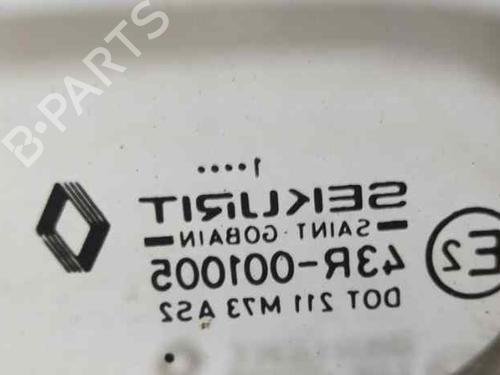 B-PARTS
1.....
SEKURIT
SAINT-GOBAIN
E2
43R-001005
DOT 211 M73 AS2